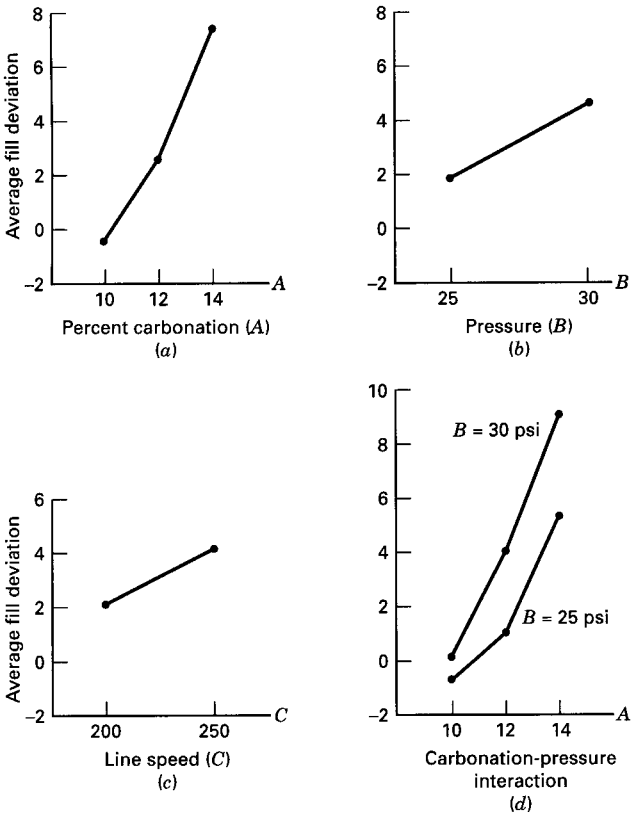 8
6
4
2
0
−2
Average fill deviation
10 12 14
A
Percent carbonation (A)
(a)
8
6
4
2
0
−2
25 30
B
Pressure (B)
(b)
6
4
2
0
−2
Average fill deviation
200 250
C
Line speed (C)
(c)
10
8
6
4
2
0
−2
B = 30 psi
B = 25 psi
10 12 14
A
Carbonation-pressure
interaction
(d)